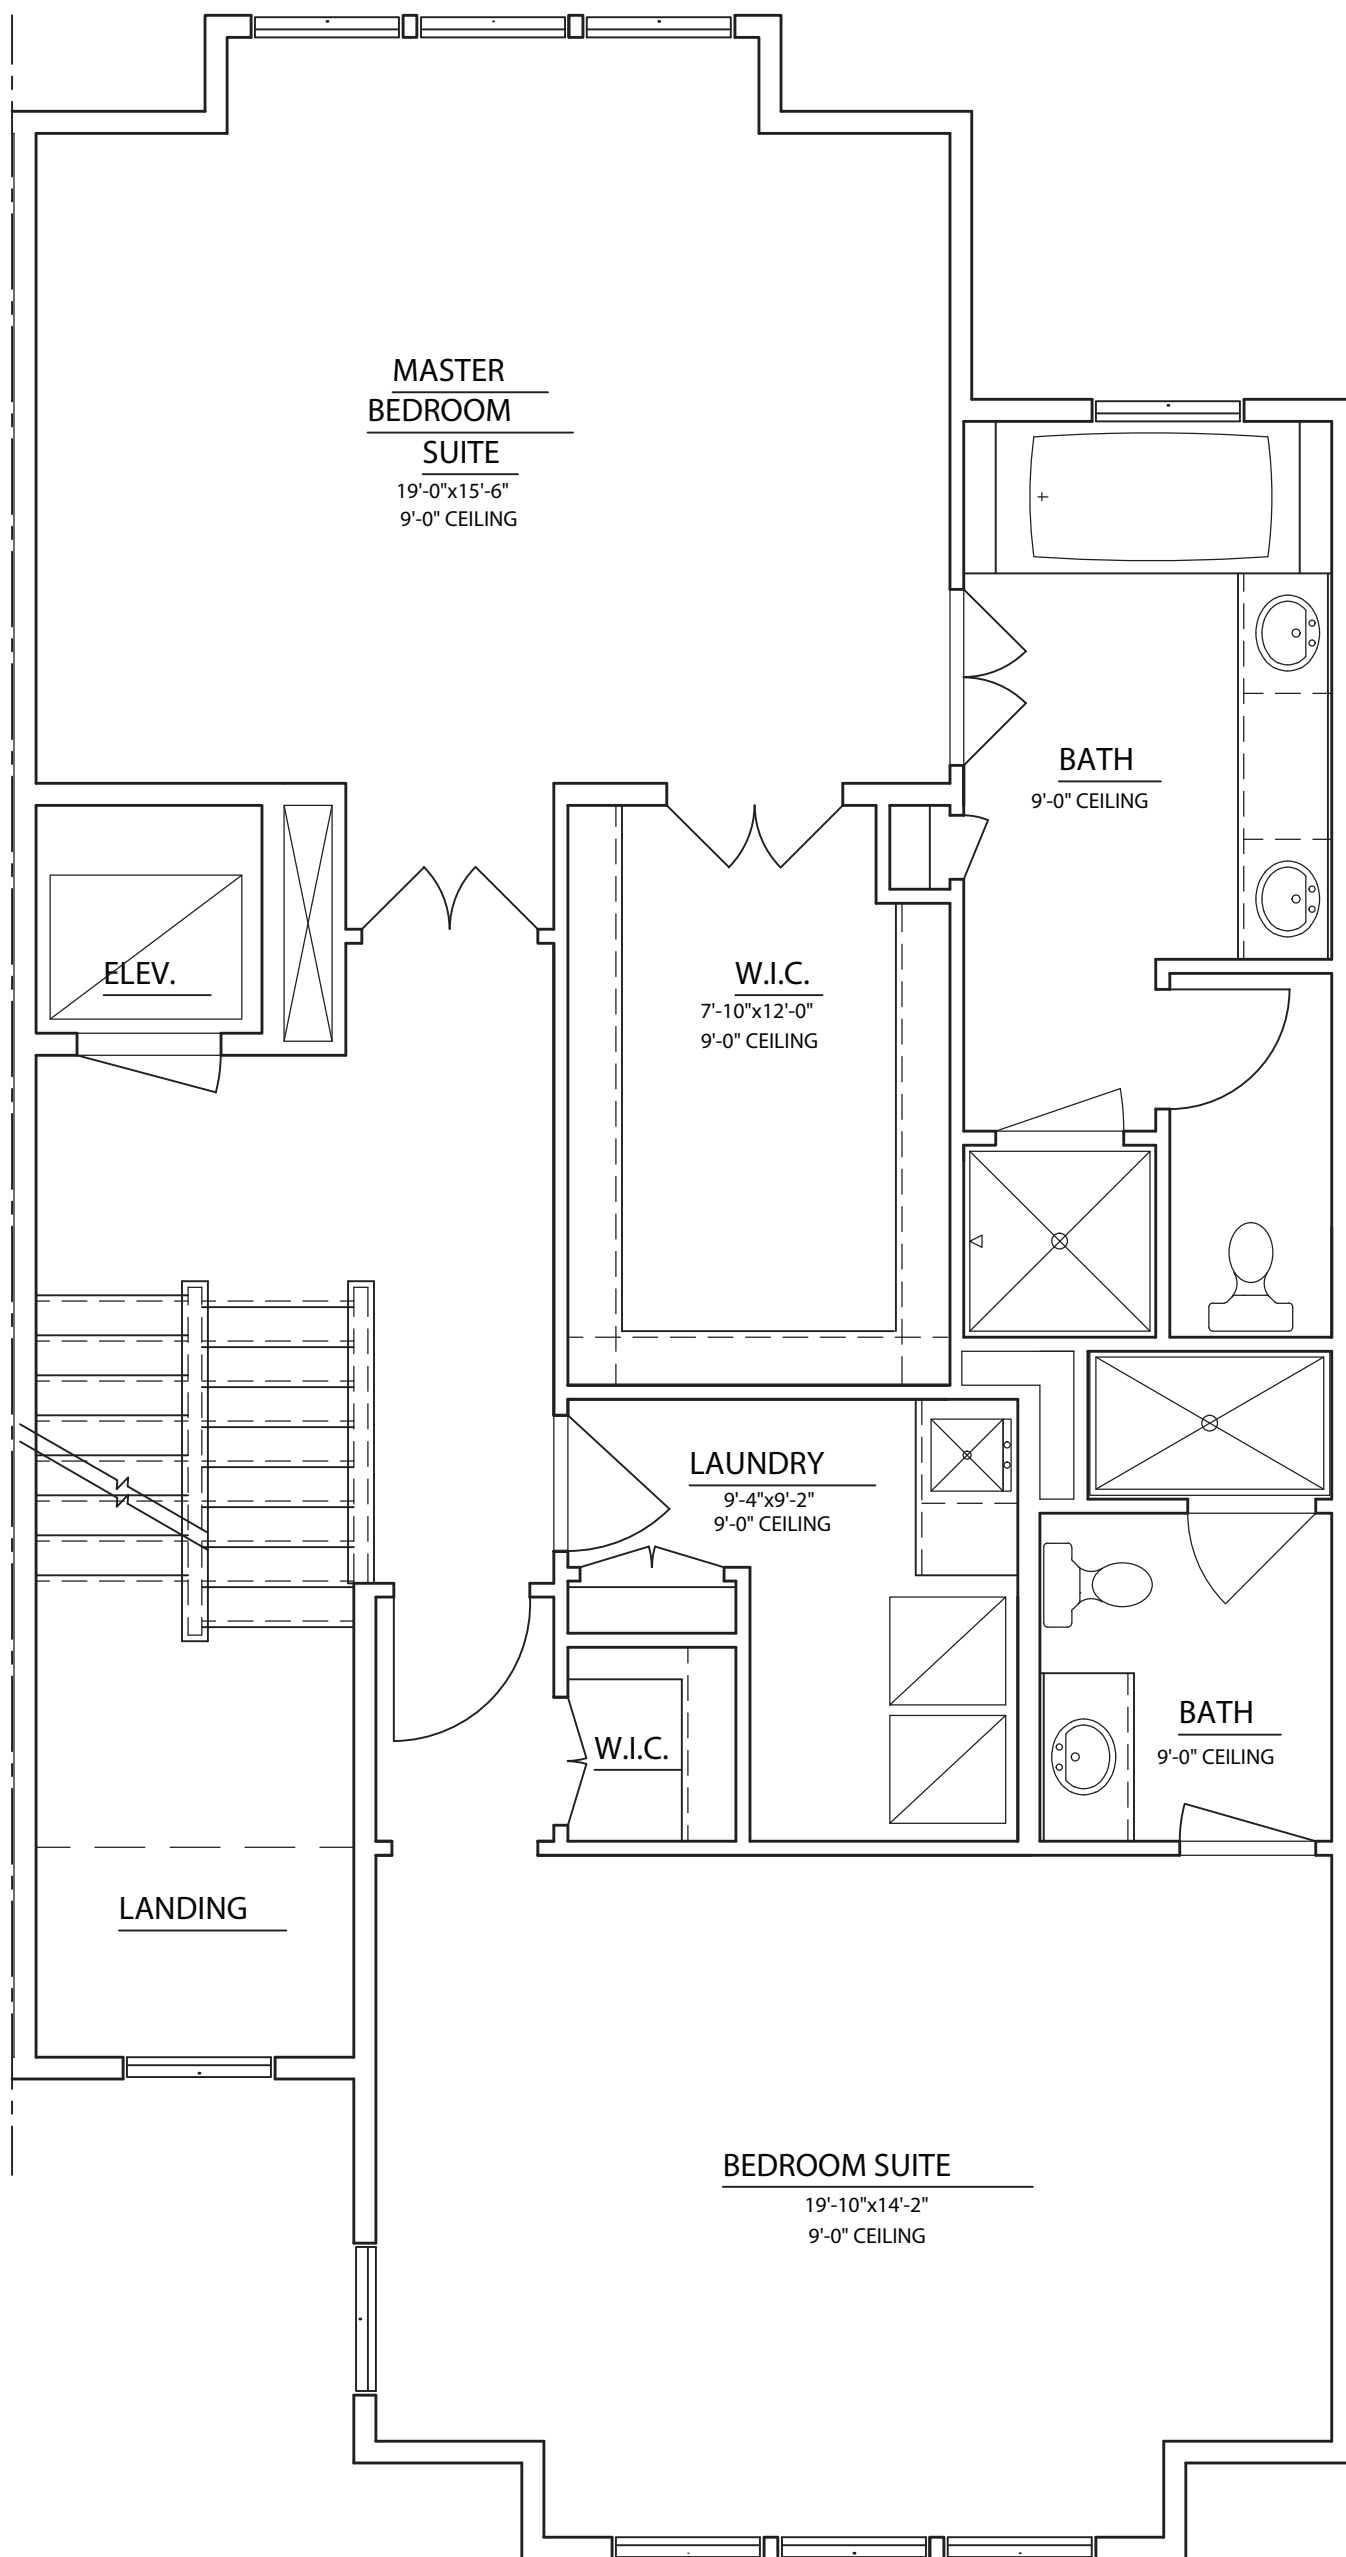 MASTER
BEDROOM
SUITE
19'-0"x15'-6"
9'-0" CEILING
BATH
9'-0" CEILING
ELEV.
W.I.C.
7'-10"x12'-0"
9'-0" CEILING
LAUNDRY
9'-4"x9'-2"
9'-0" CEILING
BATH
9'-0" CEILING
W.I.C.
LANDING
BEDROOM SUITE
19'-10"x14'-2"
9'-0" CEILING